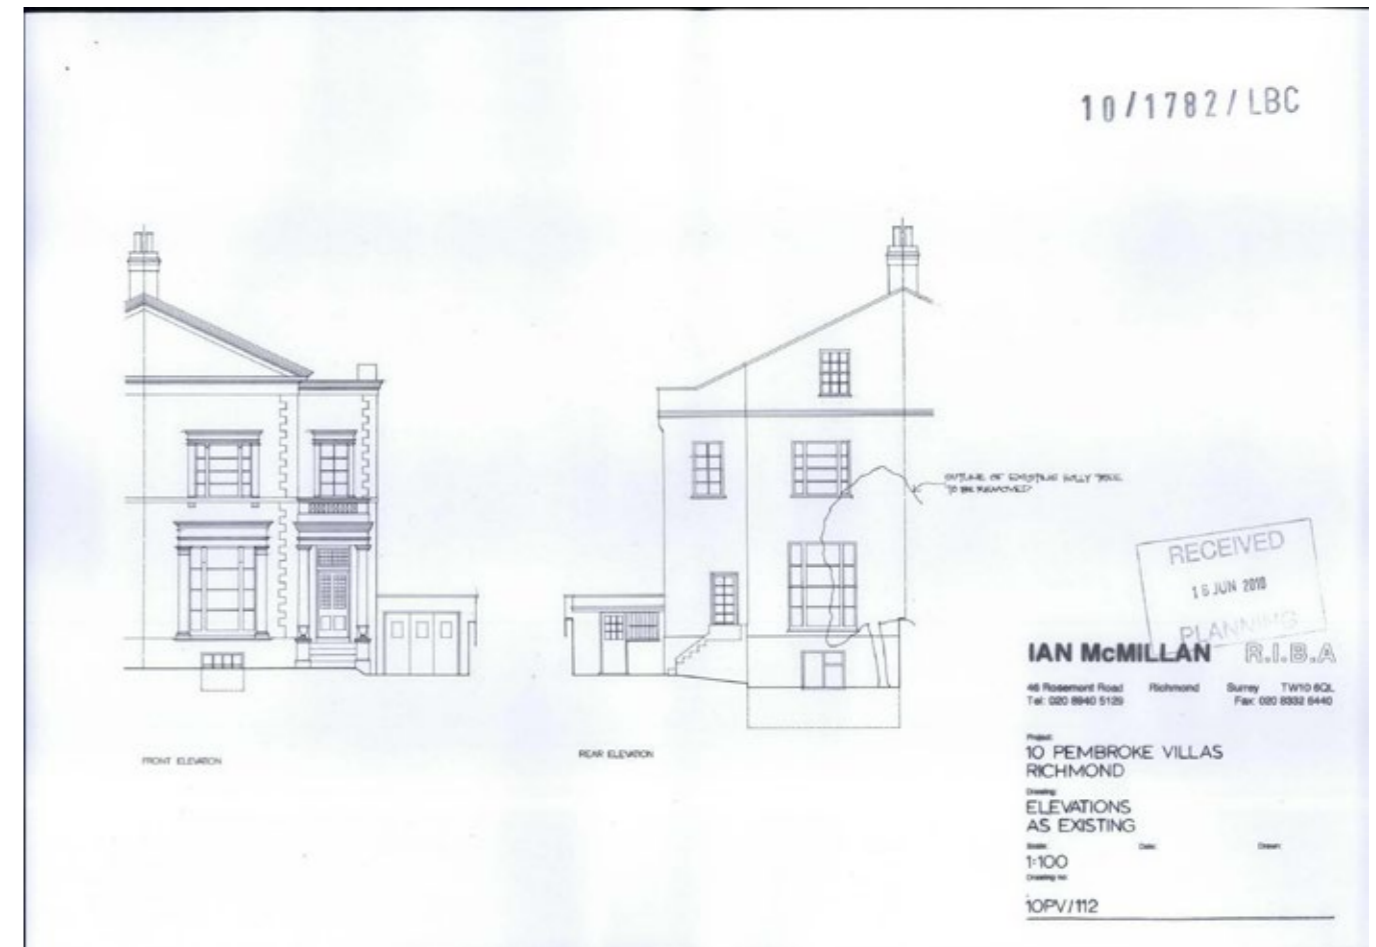 10/1782/LBC
OUTLINE OF EXISTING HOLLY TREE
TO BE REMOVED
RECEIVED
16 JUN 2010
PLANNING
IAN McMILLAN R.I.B.A
46 Rosemont Road Richmond Surrey TW10 6QL
Tel: 020 8940 5129 Fax: 020 8332 6440
Project:
10 PEMBROKE VILLAS
RICHMOND
Drawing:
ELEVATIONS
AS EXISTING
Scale: Date: Drawn:
1:100
Drawing no:
10PV/112
FRONT ELEVATION
REAR ELEVATION